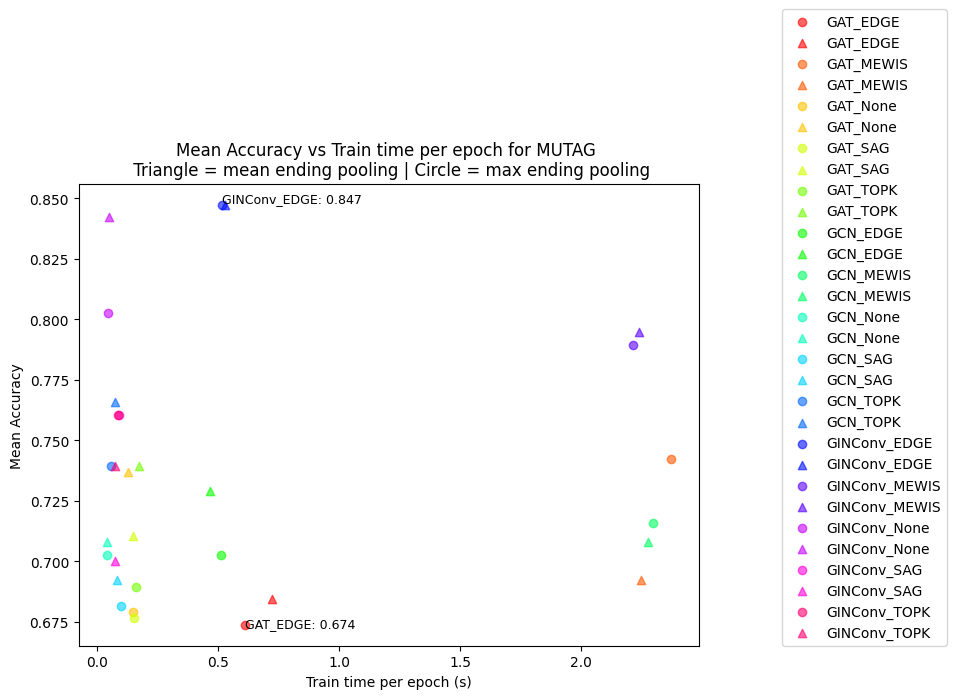 Mean Accuracy vs Train time per epoch for MUTAG
Triangle = mean ending pooling | Circle = max ending pooling
Mean Accuracy
0.850
0.825
0.800
0.775
0.750
0.725
0.700
0.675
GINConv_EDGE: 0.847
GAT_EDGE: 0.674
0.0
0.5
1.0
1.5
2.0
Train time per epoch (s)
GAT_EDGE
GAT_EDGE
GAT_MEWIS
GAT_MEWIS
GAT_None
GAT_None
GAT_SAG
GAT_SAG
GAT_TOPK
GAT_TOPK
GCN_EDGE
GCN_EDGE
GCN_MEWIS
GCN_MEWIS
GCN_None
GCN_None
GCN_SAG
GCN_SAG
GCN_TOPK
GCN_TOPK
GINConv_EDGE
GINConv_EDGE
GINConv_MEWIS
GINConv_MEWIS
GINConv_None
GINConv_None
GINConv_SAG
GINConv_SAG
GINConv_TOPK
GINConv_TOPK